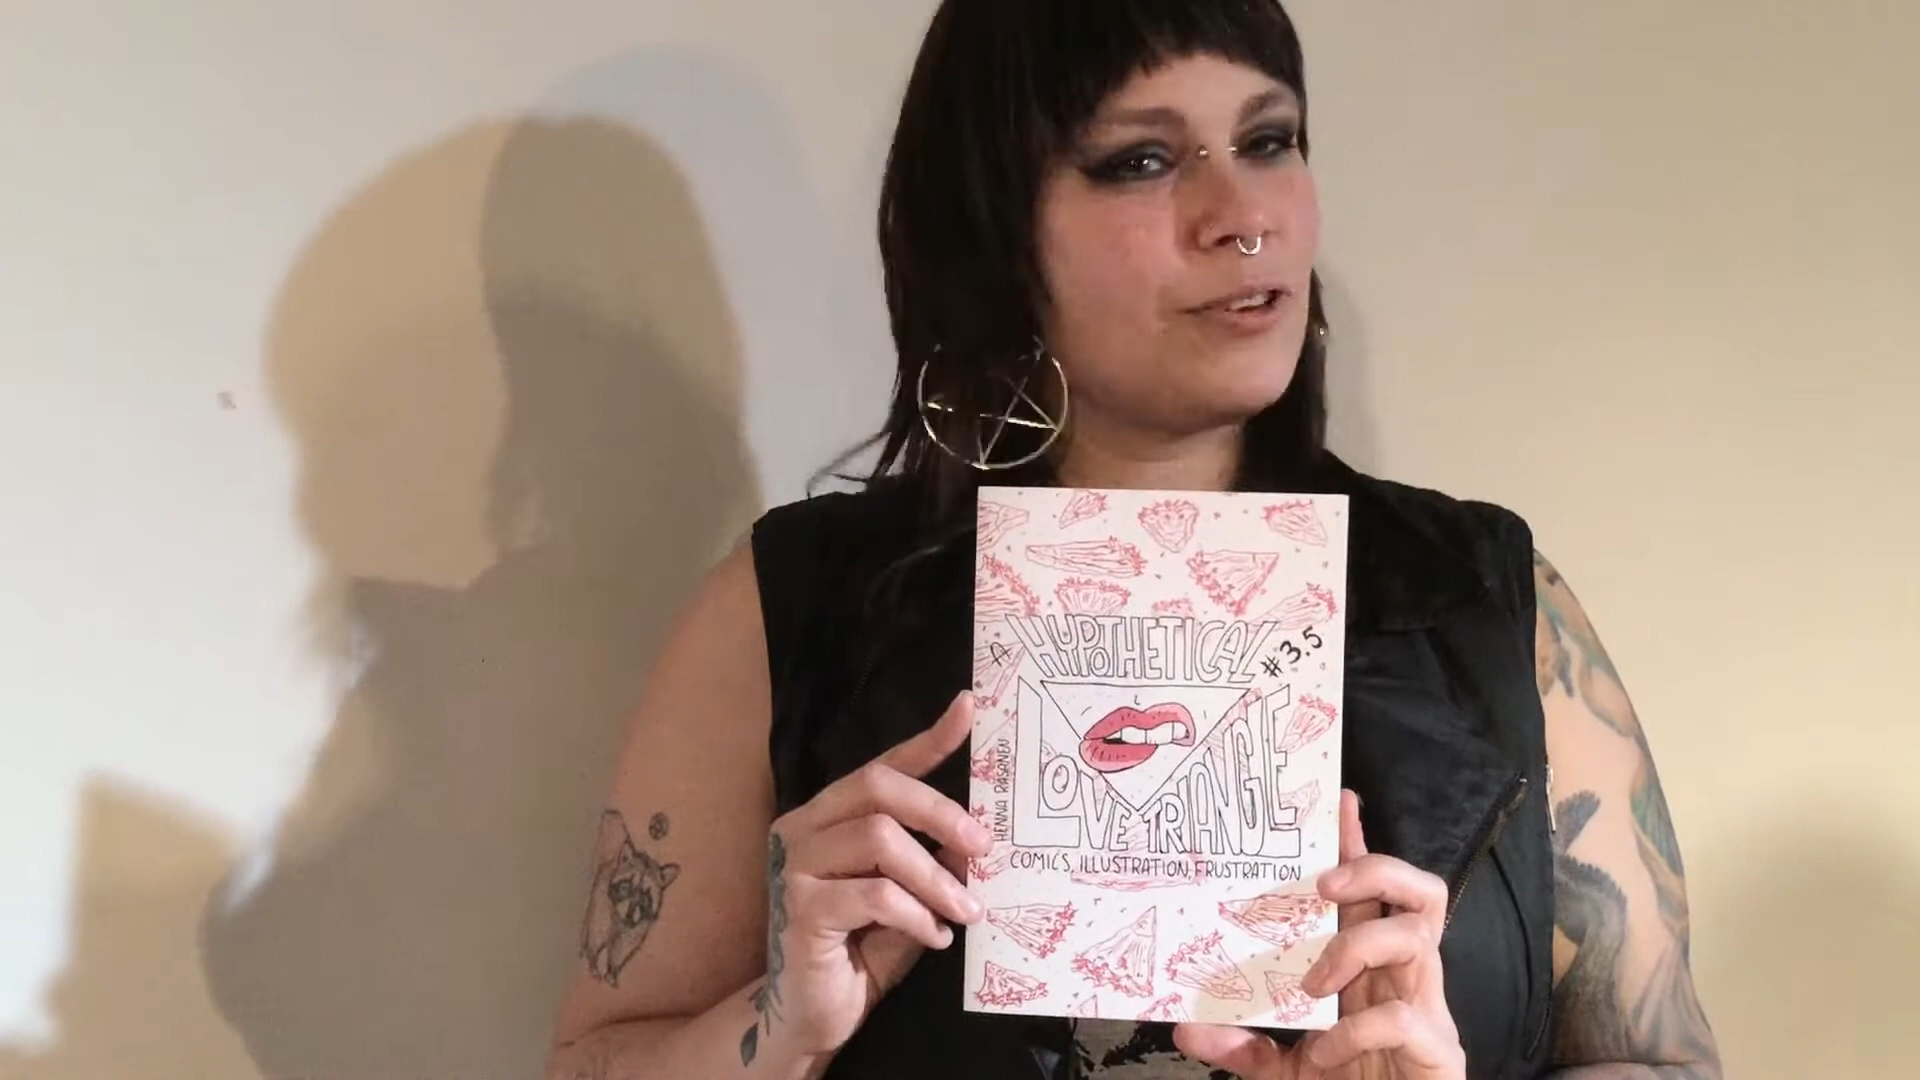 A HYPOTHETICAL
#3.5
LOVE TRIANGLE
HENNA RÄSÄNEN
COMICS, ILLUSTRATION, FRUSTRATION